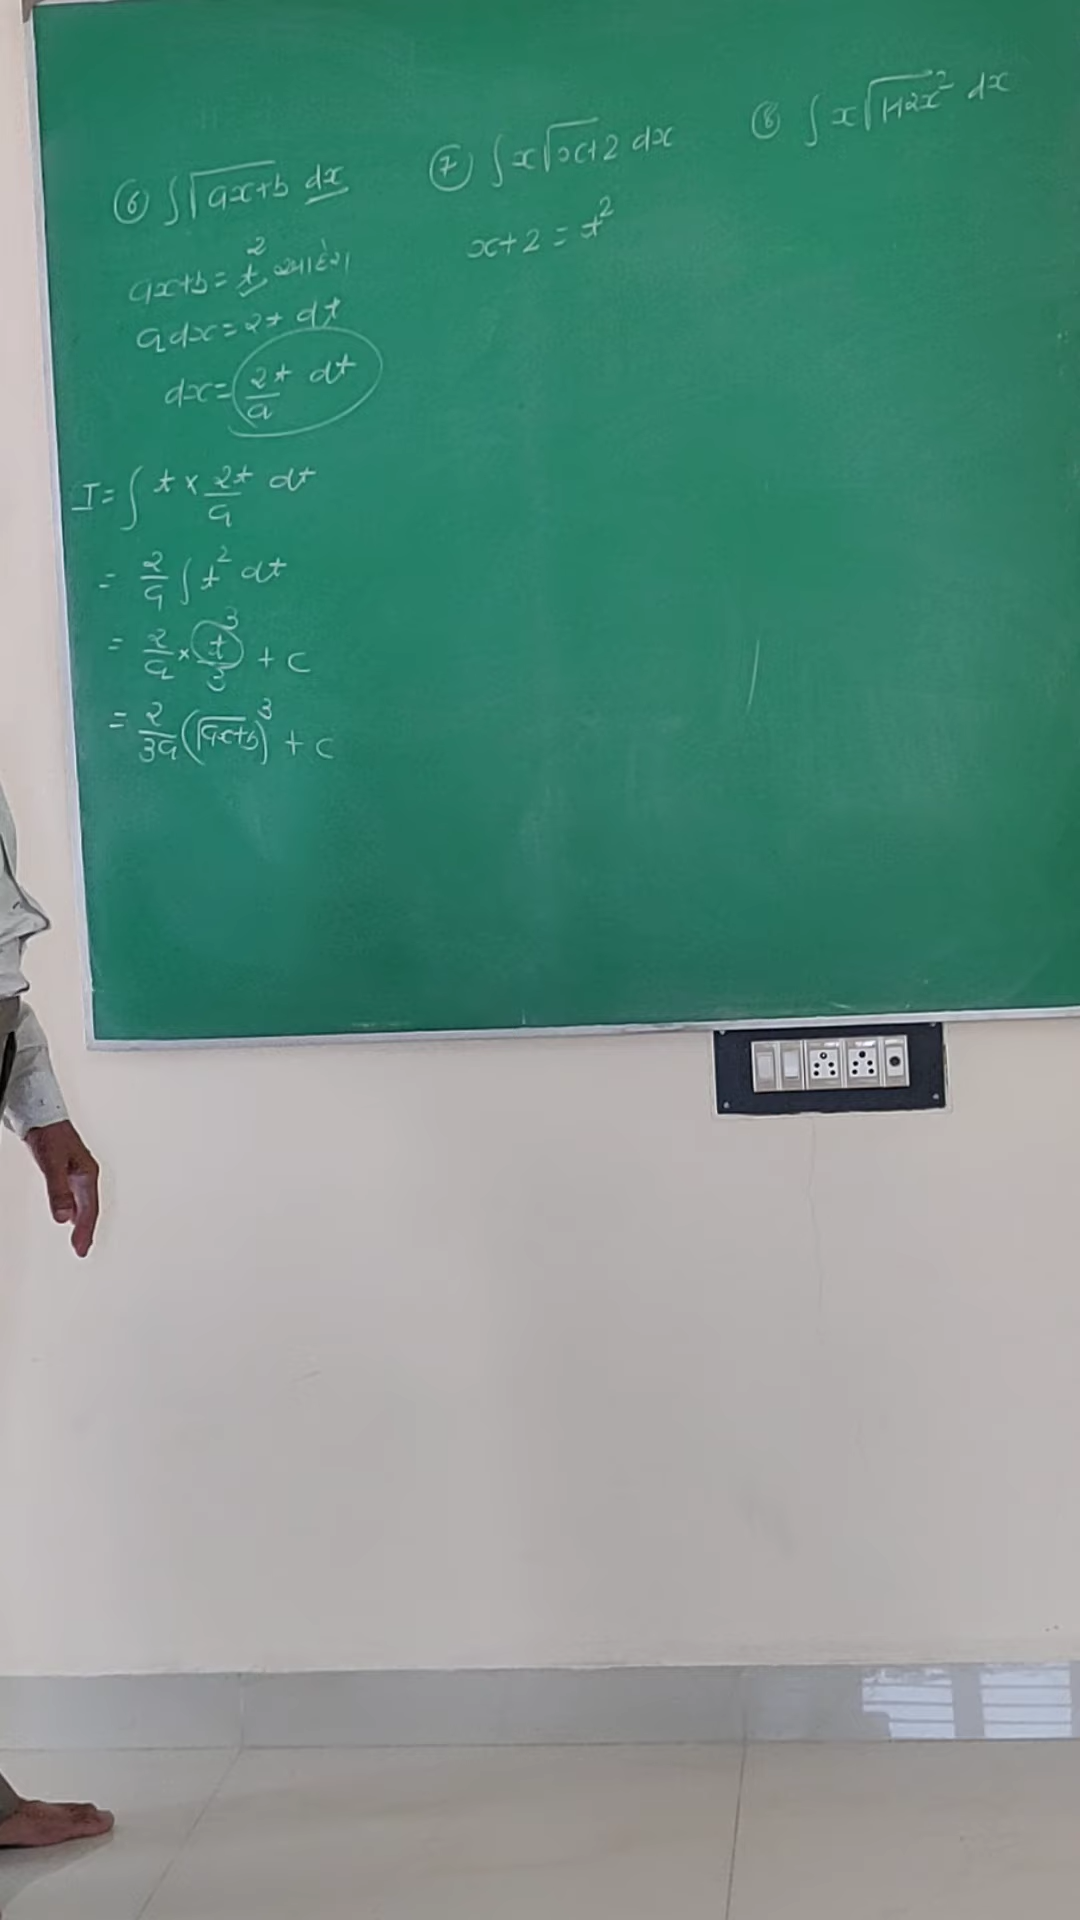 ⑥ ∫√(ax+b) dx
ax+b = t² આદેશ
a dx = 2t dt
dx = 2t/a dt
I = ∫ t × 2t/a dt
= 2/a ∫ t² dt
= 2/a × t³/3 + c
= 2/3a (√(ax+b))³ + c
⑦ ∫ x√(x+2) dx
x+2 = t²
⑧ ∫ x√(1+2x²) dx